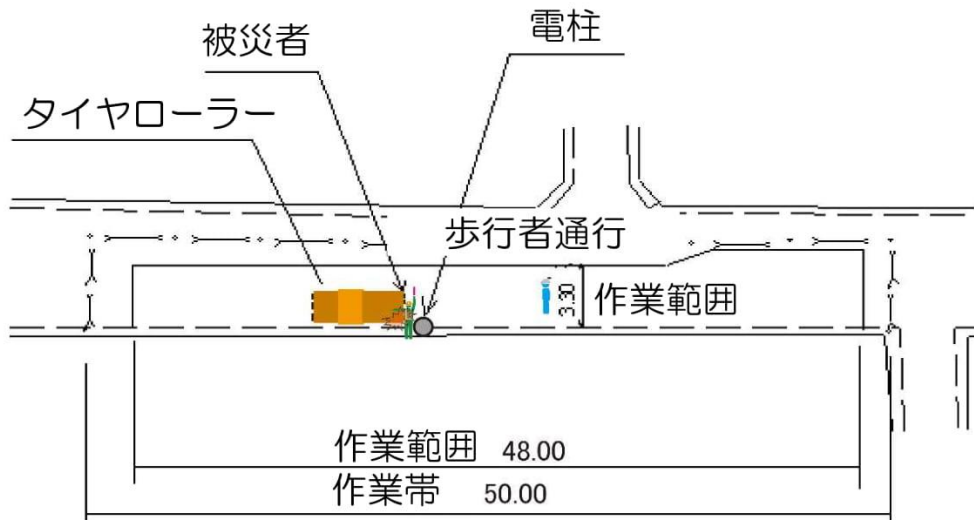 電柱
被災者
タイヤローラー
歩行者通行
3.30
作業範囲
作業範囲 48.00
作業帯 50.00